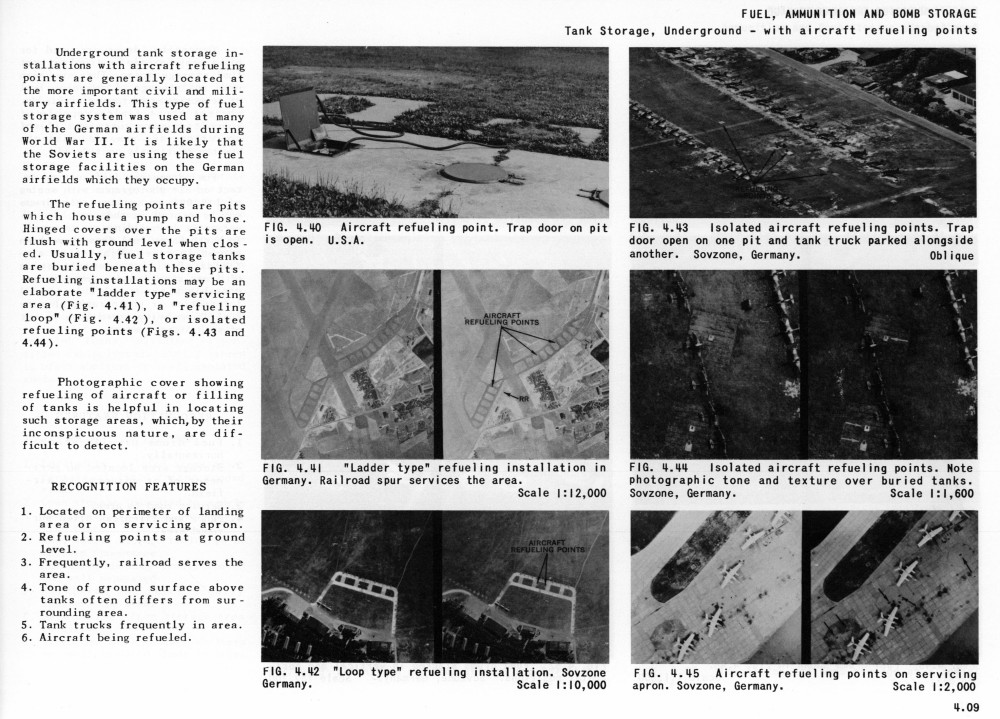 FUEL, AMMUNITION AND BOMB STORAGE
Tank Storage, Underground - with aircraft refueling points
Underground tank storage in-
stallations with aircraft refueling
points are generally located at
the more important civil and mili-
tary airfields. This type of fuel
storage system was used at many
of the German airfields during
World War II. It is likely that
the Soviets are using these fuel
storage facilities on the German
airfields which they occupy.
The refueling points are pits
which house a pump and hose.
Hinged covers over the pits are
flush with ground level when clos-
ed. Usually, fuel storage tanks
are buried beneath these pits.
Refueling installations may be an
elaborate "ladder type" servicing
area (Fig. 4.41), a "refueling
loop" (Fig. 4.42), or isolated
refueling points (Figs. 4.43 and
4.44).
Photographic cover showing
refueling of aircraft or filling
of tanks is helpful in locating
such storage areas, which, by their
inconspicuous nature, are dif-
ficult to detect.
RECOGNITION FEATURES
1. Located on perimeter of landing
area or on servicing apron.
2. Refueling points at ground
level.
3. Frequently, railroad serves the
area.
4. Tone of ground surface above
tanks often differs from sur-
rounding area.
5. Tank trucks frequently in area.
6. Aircraft being refueled.
FIG. 4.40 Aircraft refueling point. Trap door on pit
is open. U.S.A.
AIRCRAFT
REFUELING POINTS
RR
FIG. 4.41 "Ladder type" refueling installation in
Germany. Railroad spur services the area.
Scale 1:12,000
AIRCRAFT
REFUELING POINTS
FIG. 4.42 "Loop type" refueling installation. Sovzone
Germany.
Scale 1:10,000
FIG. 4.43 Isolated aircraft refueling points. Trap
door open on one pit and tank truck parked alongside
another. Sovzone, Germany.
Oblique
FIG. 4.44 Isolated aircraft refueling points. Note
photographic tone and texture over buried tanks.
Sovzone, Germany.
Scale 1:1,600
FIG. 4.45 Aircraft refueling points on servicing
apron. Sovzone, Germany.
Scale 1:2,000
4.09